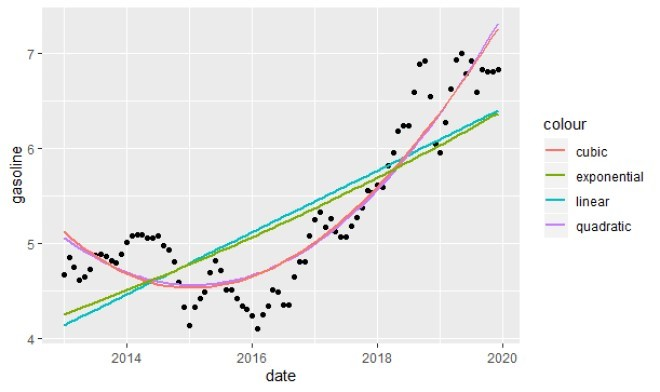 7
6
5
4
gasoline
2014
2016
2018
2020
date
colour
cubic
exponential
linear
quadratic